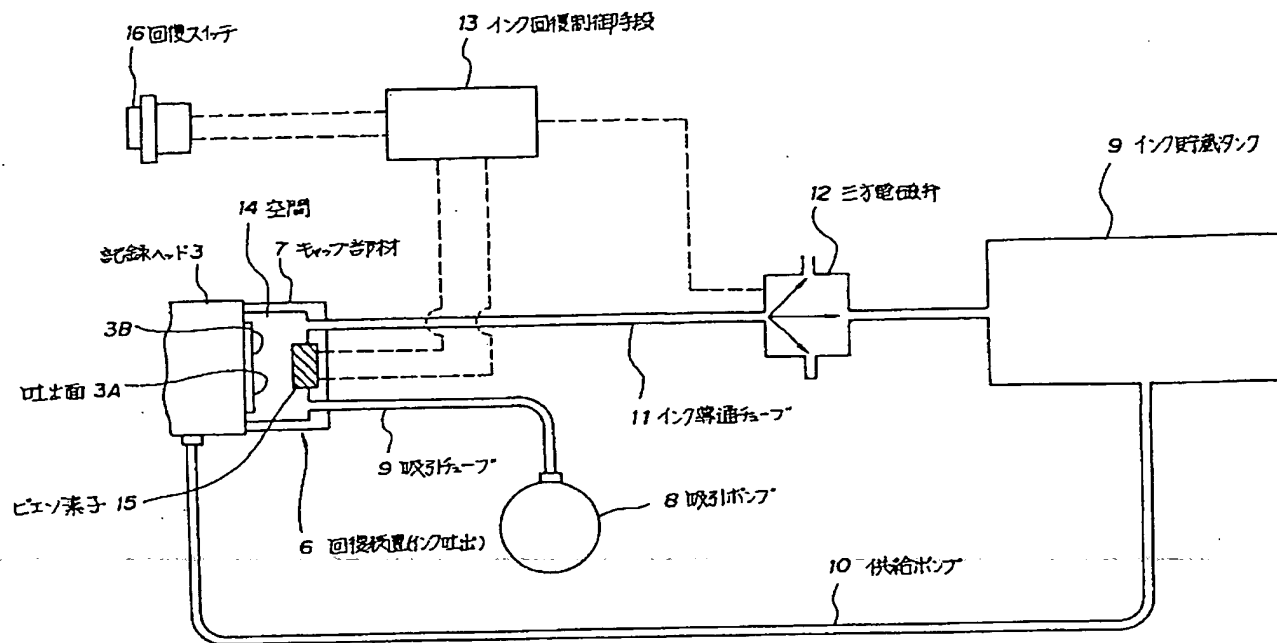 16 回復スイッチ
13 インク回復制御手段
9 インク貯蔵タンク
12 三方電磁弁
14 空間
7 キャップ部材
記録ヘッド 3
3B
吐出面 3A
11 インク導通チューブ
9 吸引チューブ
ピエゾ素子 15
8 吸引ポンプ
6 回復装置(インク吐出)
10 供給ポンプ